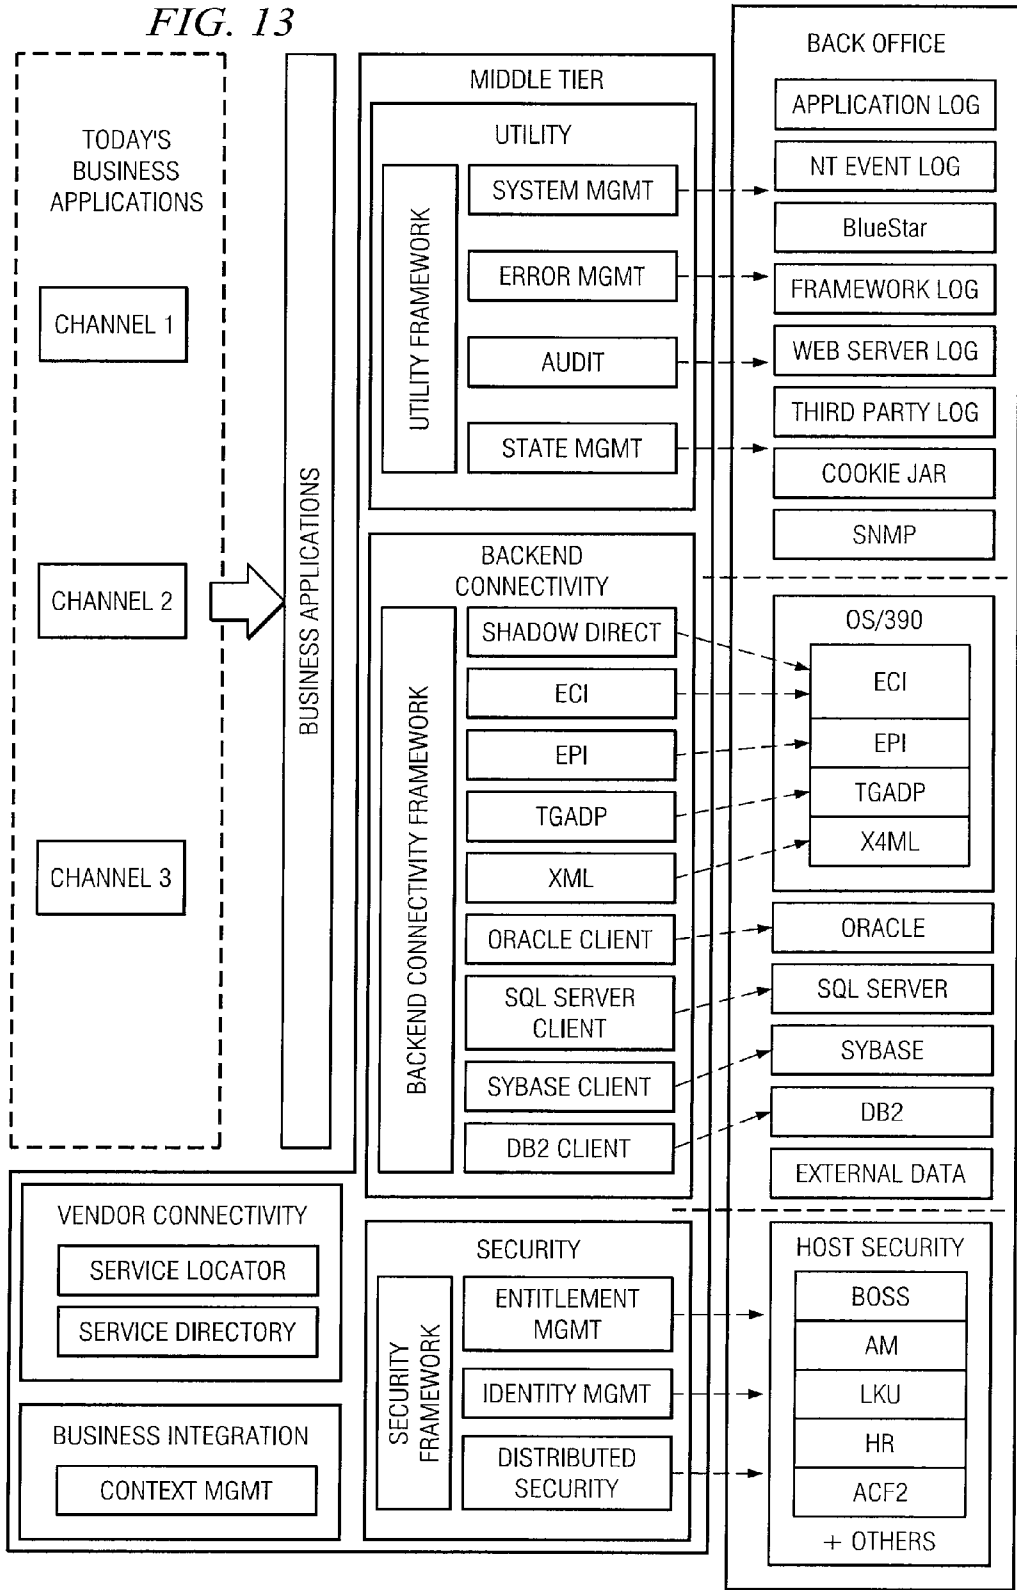 FIG. 13
TODAY'S
BUSINESS
APPLICATIONS
CHANNEL 1
CHANNEL 2
CHANNEL 3
BUSINESS APPLICATIONS
MIDDLE TIER
UTILITY
UTILITY FRAMEWORK
SYSTEM MGMT
ERROR MGMT
AUDIT
STATE MGMT
BACKEND
CONNECTIVITY
BACKEND CONNECTIVITY FRAMEWORK
SHADOW DIRECT
ECI
EPI
TGADP
XML
ORACLE CLIENT
SQL SERVER
CLIENT
SYBASE CLIENT
DB2 CLIENT
VENDOR CONNECTIVITY
SERVICE LOCATOR
SERVICE DIRECTORY
BUSINESS INTEGRATION
CONTEXT MGMT
SECURITY
SECURITY
FRAMEWORK
ENTITLEMENT
MGMT
IDENTITY MGMT
DISTRIBUTED
SECURITY
BACK OFFICE
APPLICATION LOG
NT EVENT LOG
BlueStar
FRAMEWORK LOG
WEB SERVER LOG
THIRD PARTY LOG
COOKIE JAR
SNMP
OS/390
ECI
EPI
TGADP
X4ML
ORACLE
SQL SERVER
SYBASE
DB2
EXTERNAL DATA
HOST SECURITY
BOSS
AM
LKU
HR
ACF2
+ OTHERS